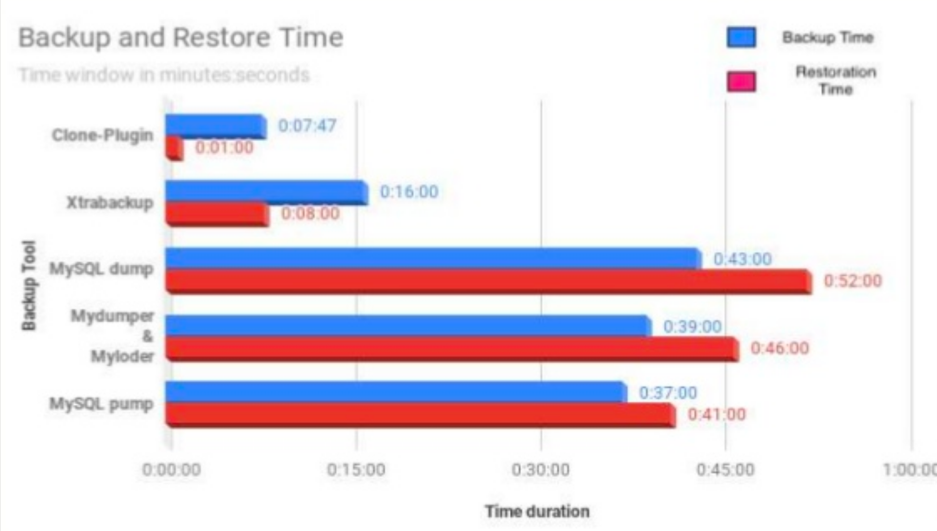 Backup and Restore Time
Time window in minutes:seconds
Backup Time
Restoration
Time
Backup Tool
Clone-Plugin
0:07:47
0:01:00
Xtrabackup
0:16:00
0:08:00
MySQL dump
0:43:00
0:52:00
Mydumper
&
Myloder
0:39:00
0:46:00
MySQL pump
0:37:00
0:41:00
0:00:00
0:15:00
0:30:00
0:45:00
1:00:00
Time duration